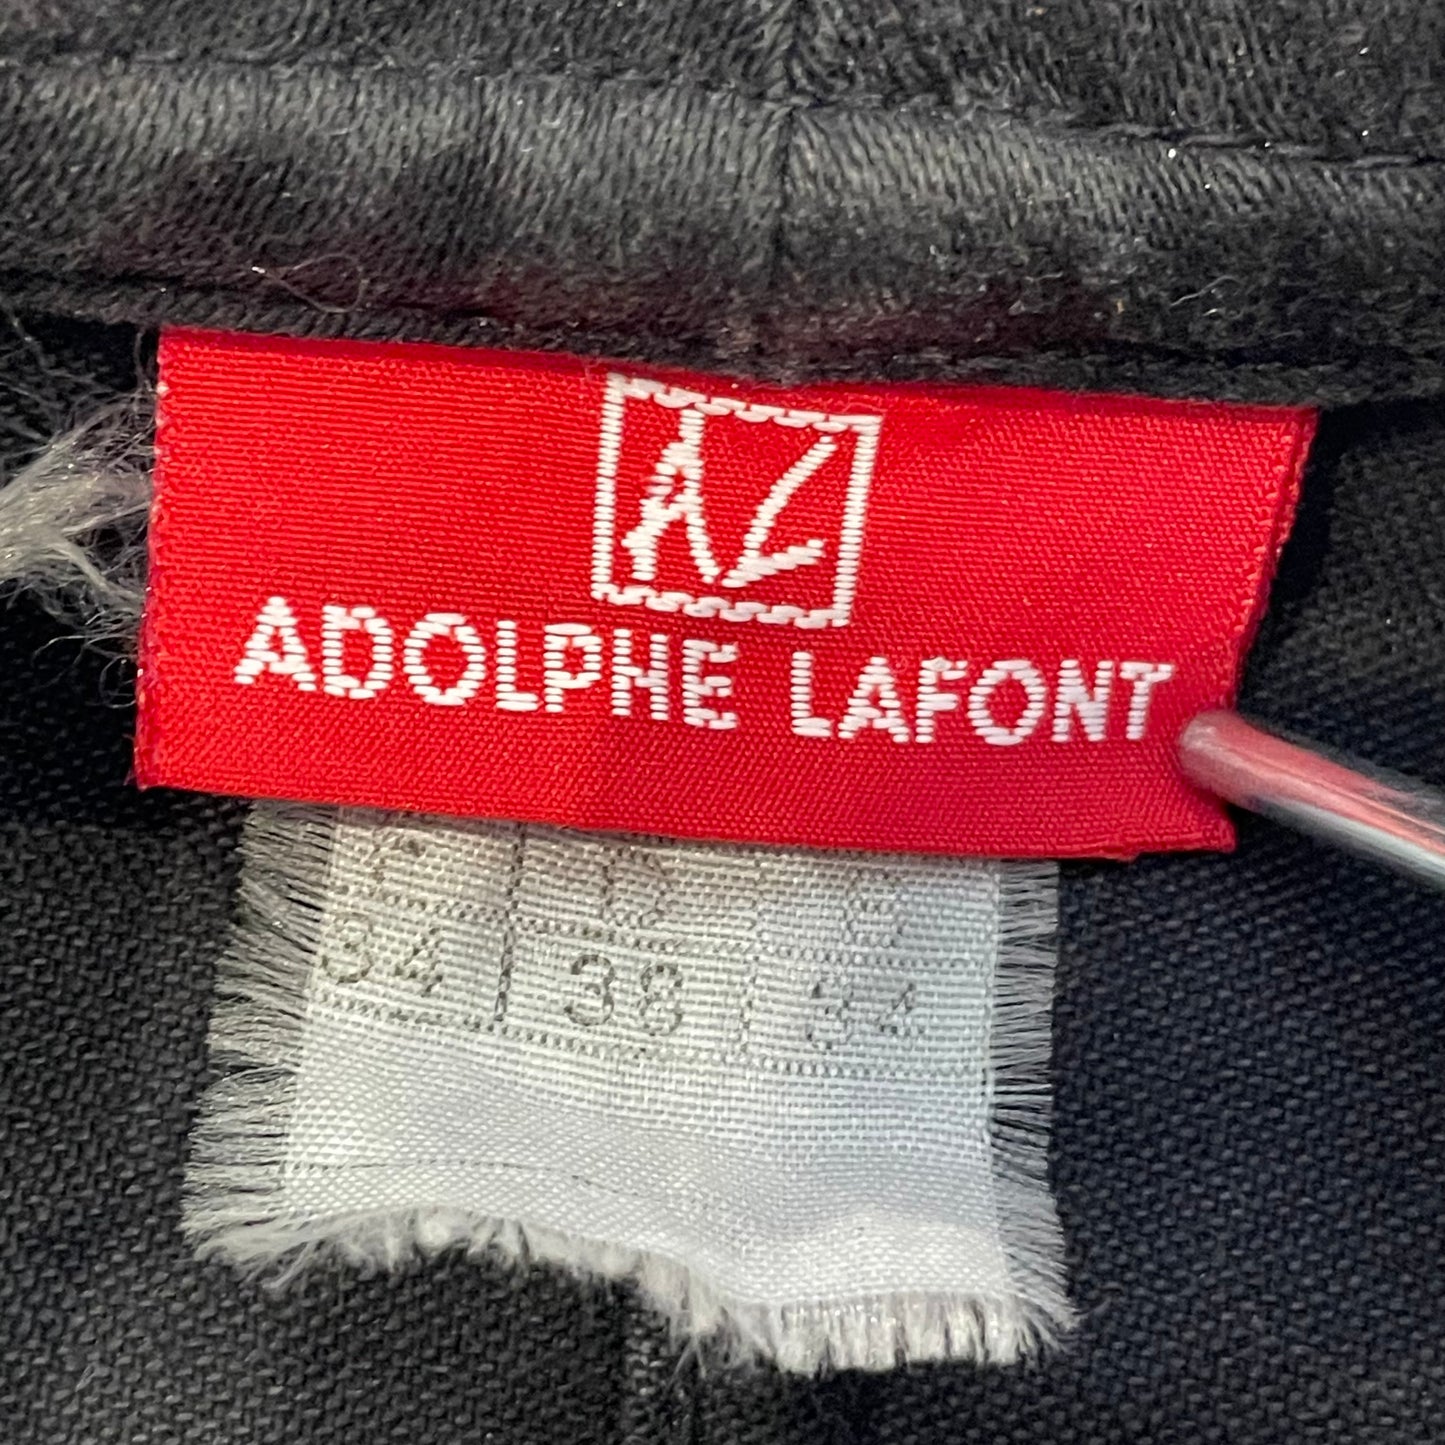 AL
ADOLPHE LAFONT
F D
34 38 34